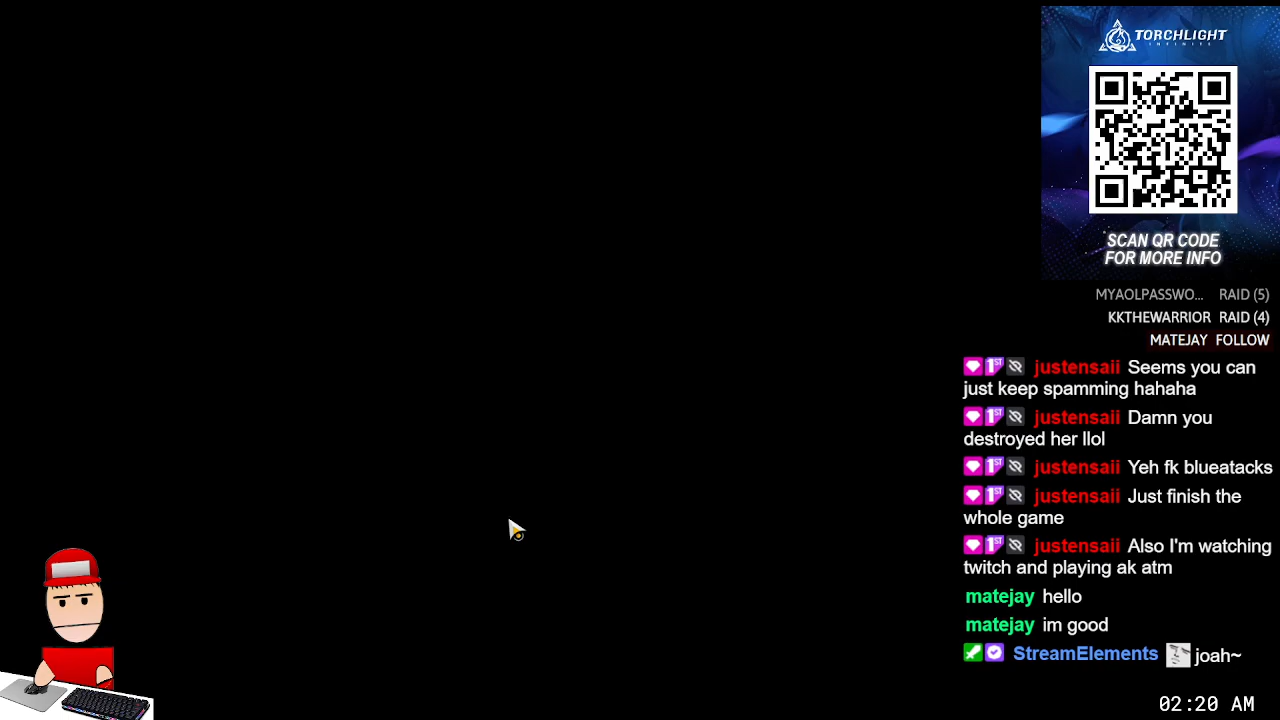 TORCHLIGHT
INFINITE
SCAN QR CODE
FOR MORE INFO
MYAOLPASSWO... RAID (5)
KKTHEWARRIOR RAID (4)
MATEJAY FOLLOW
justensaii Seems you can
just keep spamming hahaha
justensaii Damn you
destroyed her llol
justensaii Yeh fk blueatacks
justensaii Just finish the
whole game
justensaii Also I'm watching
twitch and playing ak atm
matejay hello
matejay im good
StreamElements joah~
02:20 AM